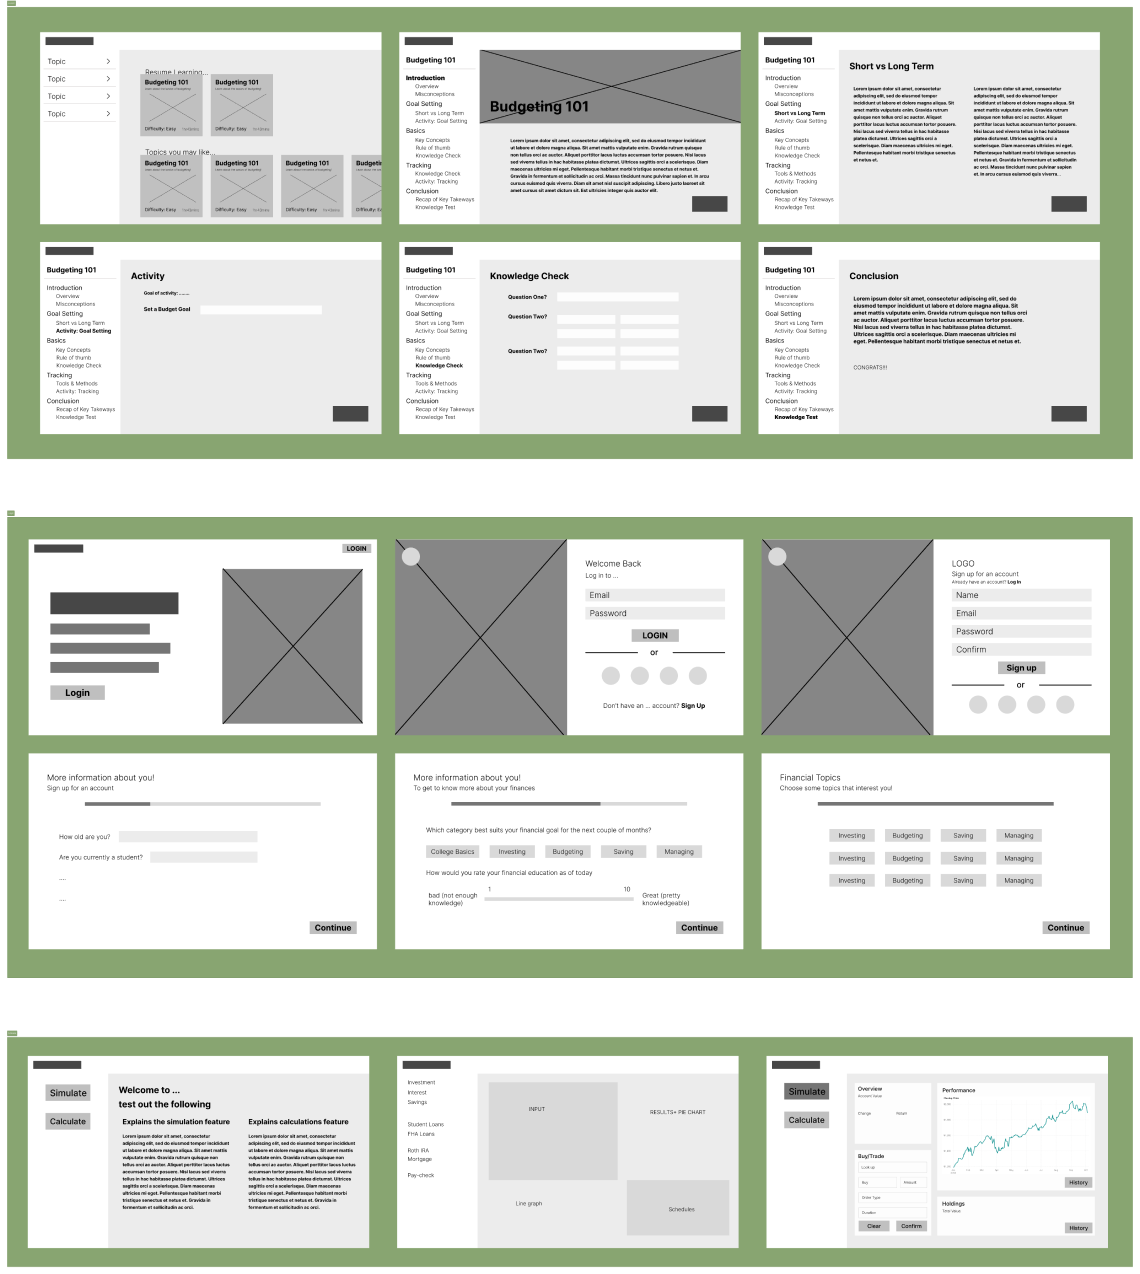 Topic
Topic
Topic
Topic
Resume Learning...
Budgeting 101
Difficulty: Easy
Budgeting 101
Difficulty: Easy
Topics you may like...
Budgeting 101
Difficulty: Easy
Budgeting 101
Difficulty: Easy
Budgeting 101
Difficulty: Easy
Budgetin
Difficulty: Easy
Budgeting 101
Introduction
Overview
Misconceptions
Goal Setting
Short vs Long Term
Activity: Goal Setting
Basics
Key Concepts
Rule of thumb
Knowledge Check
Tracking
Knowledge Check
Activity: Tracking
Conclusion
Recap of Key Takeways
Knowledge Test
Budgeting 101
Lorem ipsum dolor sit amet, consectetur adipiscing elit, sed do eiusmod tempor incididunt
ut labore et dolore magna aliqua. Sit amet mattis vulputate enim. Gravida rutrum quisque
non tellus orci ac auctor. Aliquet porttitor lacus luctus accumsan tortor posuere. Nisi lacus
sed viverra tellus in hac habitasse platea dictumst. Ultrices sagittis orci a scelerisque. Diam
maecenas ultricies mi eget. Pellentesque habitant morbi tristique senectus et netus et.
Gravida in fermentum et sollicitudin ac orci. Massa tincidunt nunc pulvinar sapien et. In arcu
cursus euismod quis viverra. Diam sit amet nisl suscipit adipiscing. Libero justo laoreet sit
amet cursus sit amet dictum sit. Est ultricies integer quis auctor elit.
Budgeting 101
Introduction
Overview
Misconceptions
Goal Setting
Short vs Long Term
Activity: Goal Setting
Basics
Key Concepts
Rule of thumb
Knowledge Check
Tracking
Tools & Methods
Activity: Tracking
Conclusion
Recap of Key Takeways
Knowledge Test
Short vs Long Term
Lorem ipsum dolor sit amet, consectetur
adipiscing elit, sed do eiusmod tempor
incididunt ut labore et dolore magna aliqua.
Sit amet mattis vulputate enim. Gravida rutrum
quisque non tellus orci ac auctor. Aliquet
porttitor lacus luctus accumsan tortor posuere.
Nisi lacus sed viverra tellus in hac habitasse
platea dictumst. Ultrices sagittis orci a
scelerisque. Diam maecenas ultricies mi eget.
Pellentesque habitant morbi tristique senectus
et netus et.
Lorem ipsum dolor sit amet, consectetur
adipiscing elit, sed do eiusmod tempor
incididunt ut labore et dolore magna aliqua.
Sit amet mattis vulputate enim. Gravida rutrum
quisque non tellus orci ac auctor. Aliquet
porttitor lacus luctus accumsan tortor posuere.
Nisi lacus sed viverra tellus in hac habitasse
platea dictumst. Ultrices sagittis orci a
scelerisque. Diam maecenas ultricies mi eget.
Pellentesque habitant morbi tristique senectus
et netus et. Gravida in fermentum et sollicitudin
ac orci. Massa tincidunt nunc pulvinar sapien
et. In arcu cursus euismod quis viverra.
Budgeting 101
Introduction
Overview
Misconceptions
Goal Setting
Short vs Long Term
Activity: Goal Setting
Basics
Key Concepts
Rule of thumb
Knowledge Check
Tracking
Tools & Methods
Activity: Tracking
Conclusion
Recap of Key Takeways
Knowledge Test
Activity
Goal of activity:........
Set a Budget Goal
Budgeting 101
Introduction
Overview
Misconceptions
Goal Setting
Short vs Long Term
Activity: Goal Setting
Basics
Key Concepts
Rule of thumb
Knowledge Check
Tracking
Tools & Methods
Activity: Tracking
Conclusion
Recap of Key Takeways
Knowledge Test
Knowledge Check
Question One?
Question Two?
Question Two?
Budgeting 101
Introduction
Overview
Misconceptions
Goal Setting
Short vs Long Term
Activity: Goal Setting
Basics
Key Concepts
Rule of thumb
Knowledge Check
Tracking
Tools & Methods
Activity: Tracking
Conclusion
Recap of Key Takeways
Knowledge Test
Conclusion
Lorem ipsum dolor sit amet, consectetur adipiscing elit, sed do
eiusmod tempor incididunt ut labore et dolore magna aliqua. Sit
amet mattis vulputate enim. Gravida rutrum quisque non tellus orci
ac auctor. Aliquet porttitor lacus luctus accumsan tortor posuere.
Nisi lacus sed viverra tellus in hac habitasse platea dictumst.
Ultrices sagittis orci a scelerisque. Diam maecenas ultricies mi
eget. Pellentesque habitant morbi tristique senectus et netus et.
CONGRATS!!!
LOGIN
Login
Welcome Back
Log in to ...
Email
Password
LOGIN
or
Don't have an ... account? Sign Up
LOGO
Sign up for an account
Already have an account? Log In
Name
Email
Password
Confirm
Sign up
or
More information about you!
Sign up for an account
How old are you?
Are you currently a student?
....
....
Continue
More information about you!
To get to know more about your finances
Which category best suits your financial goal for the next couple of months?
College Basics
Investing
Budgeting
Saving
Managing
How would you rate your financial education as of today
1
10
bad (not enough
knowledge)
Great (pretty
knowledgeable)
Continue
Financial Topics
Choose some topics that interest you!
Investing
Budgeting
Saving
Managing
Investing
Budgeting
Saving
Managing
Investing
Budgeting
Saving
Managing
Continue
Simulate
Calculate
Welcome to ...
test out the following
Explains the simulation feature
Lorem ipsum dolor sit amet, consectetur
adipiscing elit, sed do eiusmod tempor
incididunt ut labore et dolore magna
aliqua. Sit amet mattis vulputate enim.
Gravida rutrum quisque non tellus orci ac
auctor. Aliquet porttitor lacus luctus
accumsan tortor posuere. Nisi lacus sed
viverra tellus in hac habitasse platea
dictumst. Ultrices sagittis orci a
scelerisque. Diam maecenas ultricies mi
eget. Pellentesque habitant morbi
tristique senectus et netus et. Gravida in
fermentum et sollicitudin ac orci.
Explains calculations feature
Lorem ipsum dolor sit amet, consectetur
adipiscing elit, sed do eiusmod tempor
incididunt ut labore et dolore magna
aliqua. Sit amet mattis vulputate enim.
Gravida rutrum quisque non tellus orci ac
auctor. Aliquet porttitor lacus luctus
accumsan tortor posuere. Nisi lacus sed
viverra tellus in hac habitasse platea
dictumst. Ultrices sagittis orci a
scelerisque. Diam maecenas ultricies mi
eget. Pellentesque habitant morbi
tristique senectus et netus et. Gravida in
fermentum et sollicitudin ac orci.
Investment
Interest
Savings
Student Loans
FHA Loans
Roth IRA
Mortgage
Pay-check
INPUT
RESULTS+ PIE CHART
Line graph
Schedules
Simulate
Calculate
Overview
Account Value
Change
Return
Buy/Trade
Look up
Buy
Amount
Order Type
Duration
Clear
Confirm
Performance
History
Holdings
Total Value
History